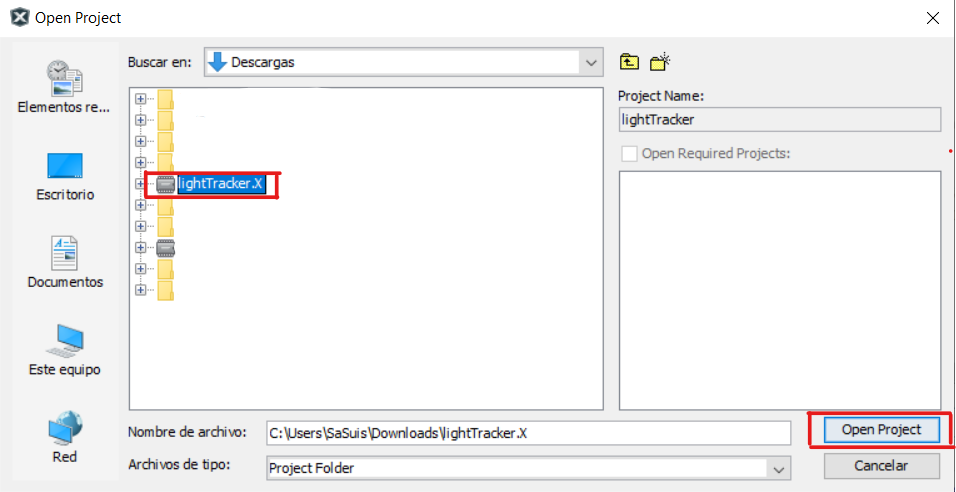 Open Project
Buscar en:
Descargas
Elementos re...
Escritorio
Documentos
Este equipo
Red
lightTracker.X
Project Name:
lightTracker
Open Required Projects:
Nombre de archivo:
C:\Users\SaSuis\Downloads\lightTracker.X
Open Project
Archivos de tipo:
Project Folder
Cancelar